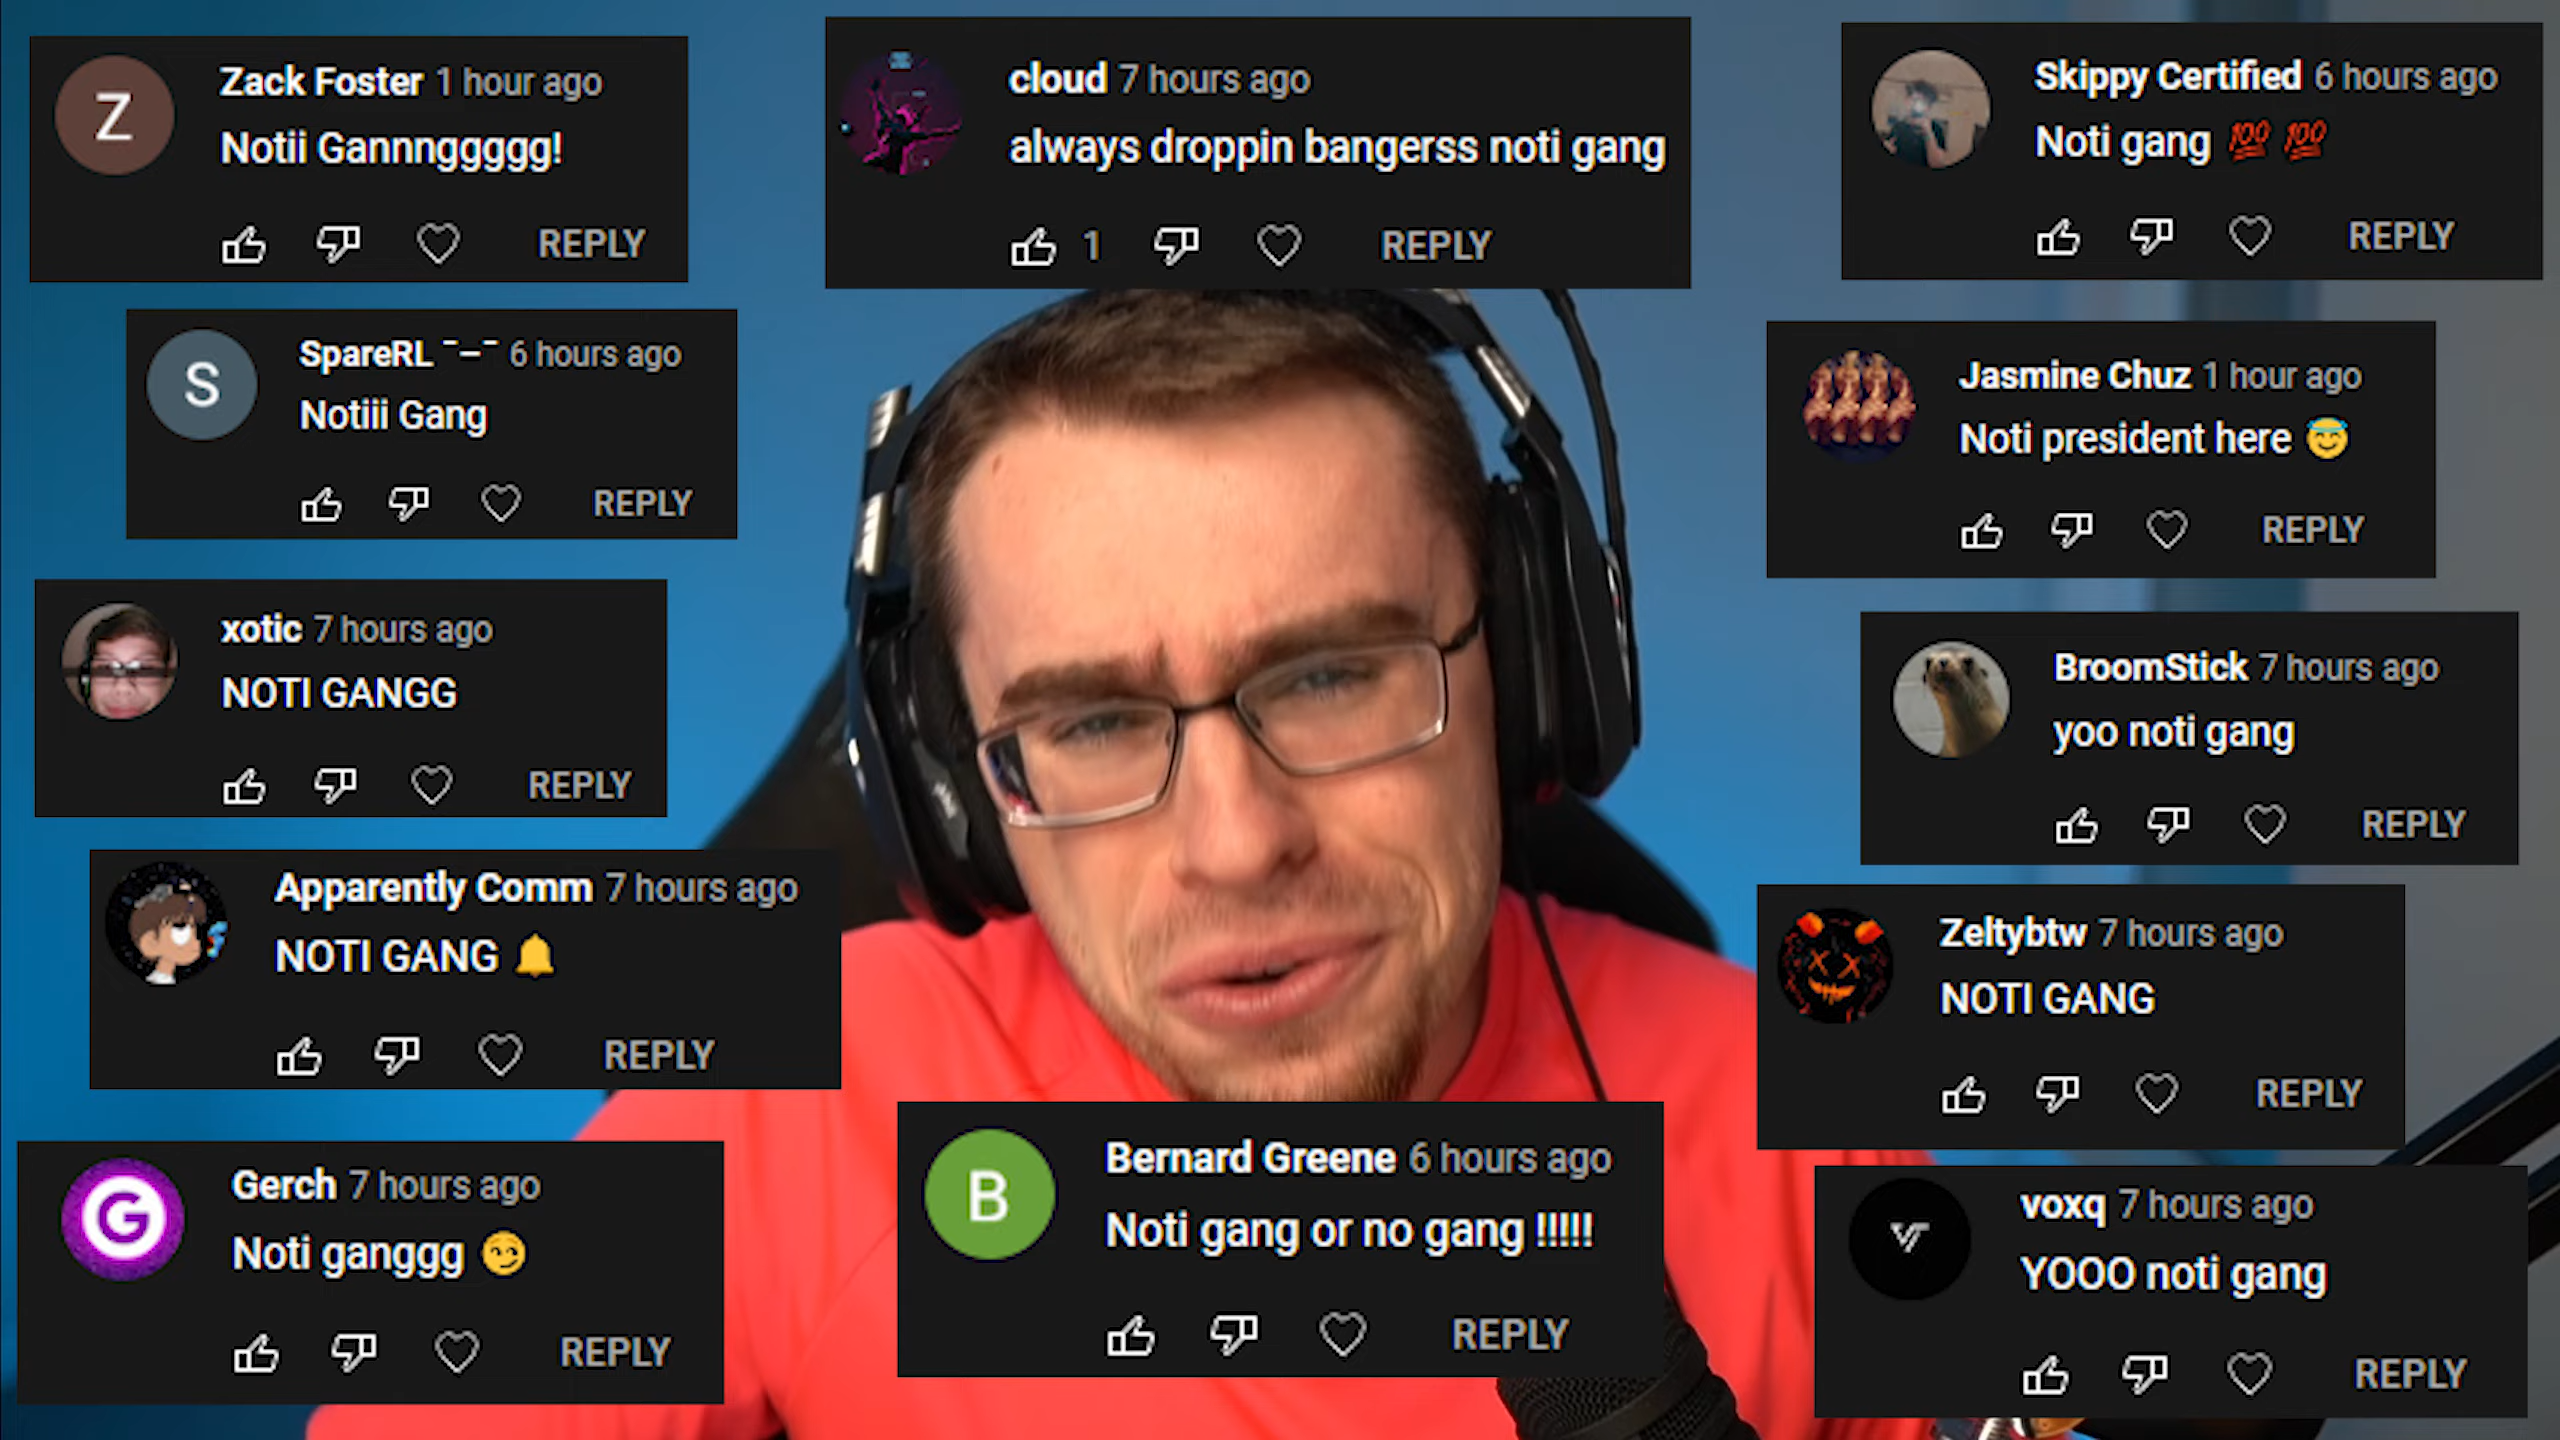 Z
Zack Foster 1 hour ago
Notii Gannnggggg!
REPLY
cloud 7 hours ago
always droppin bangerss noti gang
1
REPLY
Skippy Certified 6 hours ago
Noti gang 💯 💯
REPLY
S
SpareRL ¯–¯ 6 hours ago
Notiii Gang
REPLY
Jasmine Chuz 1 hour ago
Noti president here 😇
REPLY
xotic 7 hours ago
NOTI GANGG
REPLY
BroomStick 7 hours ago
yoo noti gang
REPLY
Apparently Comm 7 hours ago
NOTI GANG 🔔
REPLY
Zeltybtw 7 hours ago
NOTI GANG
REPLY
G
Gerch 7 hours ago
Noti ganggg 😏
REPLY
B
Bernard Greene 6 hours ago
Noti gang or no gang !!!!!
REPLY
voxq 7 hours ago
YOOO noti gang
REPLY